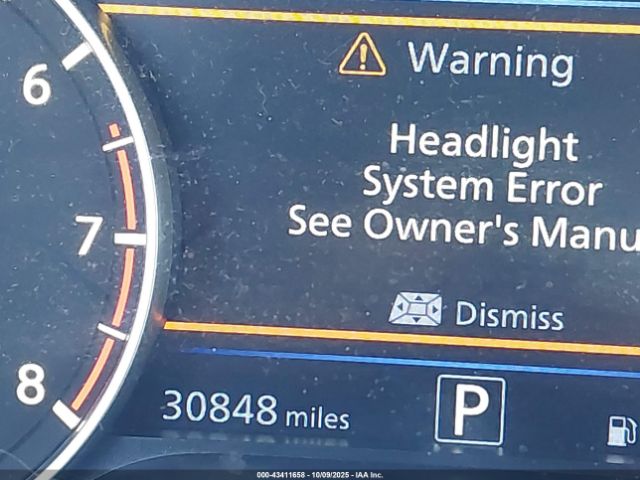 Warning
6
Headlight
System Error
See Owner's Manu
7
Dismiss
8
30848 miles
P
000-43411658 - 10/09/2025 - IAA Inc.